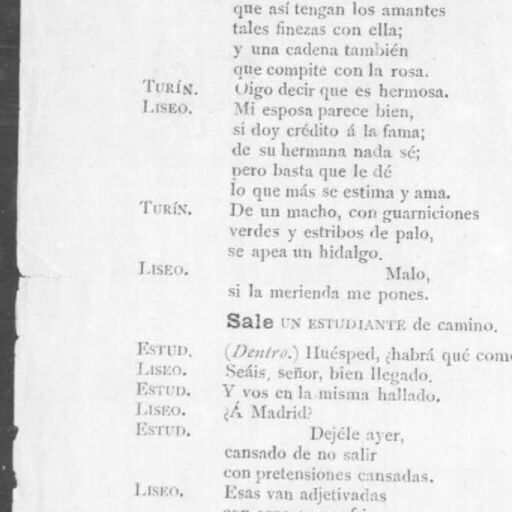 que así tengan los amantes
tales finezas con ella;
y una cadena también
que compite con la rosa.
TURÍN. Oigo decir que es hermosa.
LISEO. Mi esposa parece bien,
si doy crédito á la fama;
de su hermana nada sé;
pero basta que le dé
lo que más se estima y ama.
TURÍN. De un macho, con guarniciones
verdes y estribos de palo,
se apea un hidalgo.
LISEO. Malo,
si la merienda me pones.
Sale UN ESTUDIANTE de camino.
ESTUD. (Dentro.) Huésped, ¿habrá qué
LISEO. Seáis, señor, bien llegado.
ESTUD. Y vos en la misma hallado.
LISEO. ¿Á Madrid?
ESTUD. Dejéle ayer,
cansado de no salir
con pretensiones cansadas.
LISEO. Esas van adjetivadas